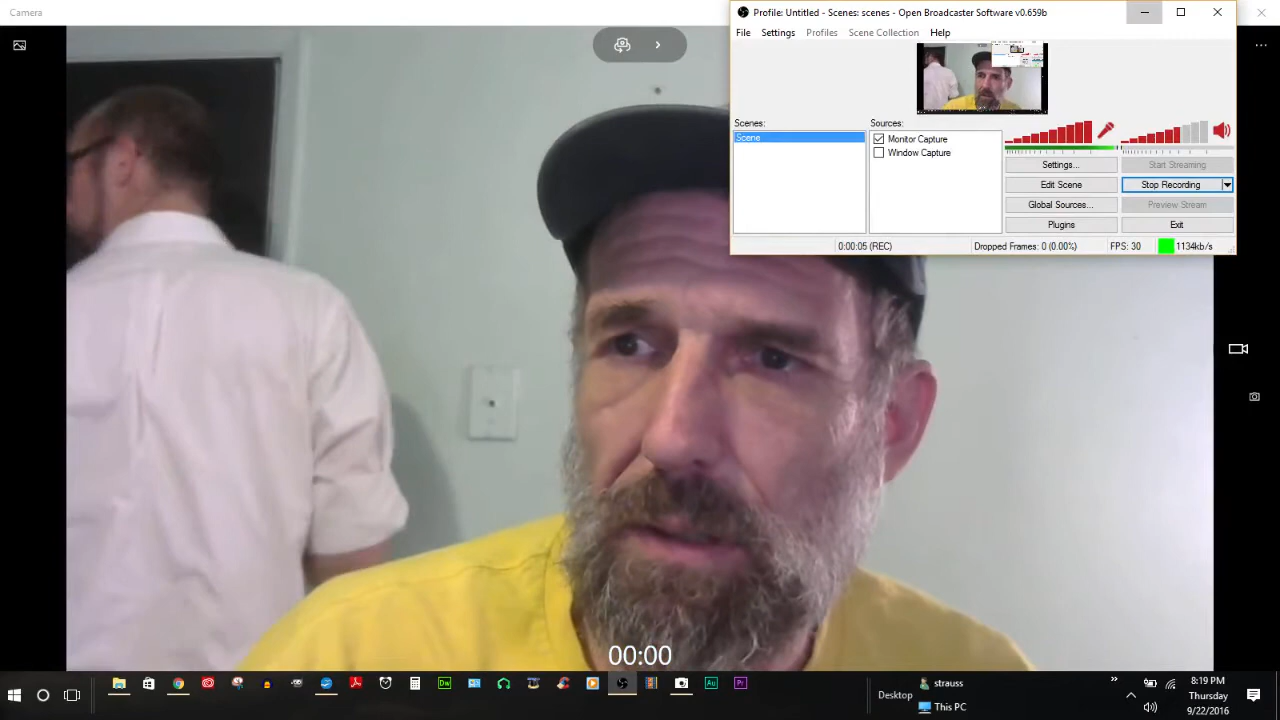 Camera
Profile: Untitled - Scenes: scenes - Open Broadcaster Software v0.659b
File Settings Profiles Scene Collection Help
Scenes:
Scene
Sources:
Monitor Capture
Window Capture
Settings... Start Streaming
Edit Scene Stop Recording
Global Sources... Preview Stream
Plugins Exit
0:00:05 (REC) Dropped Frames: 0 (0.00%) FPS: 30 1134kb/s
00:00
Dw Au Pr
Desktop
strauss
This PC
8:19 PM
Thursday
9/22/2016